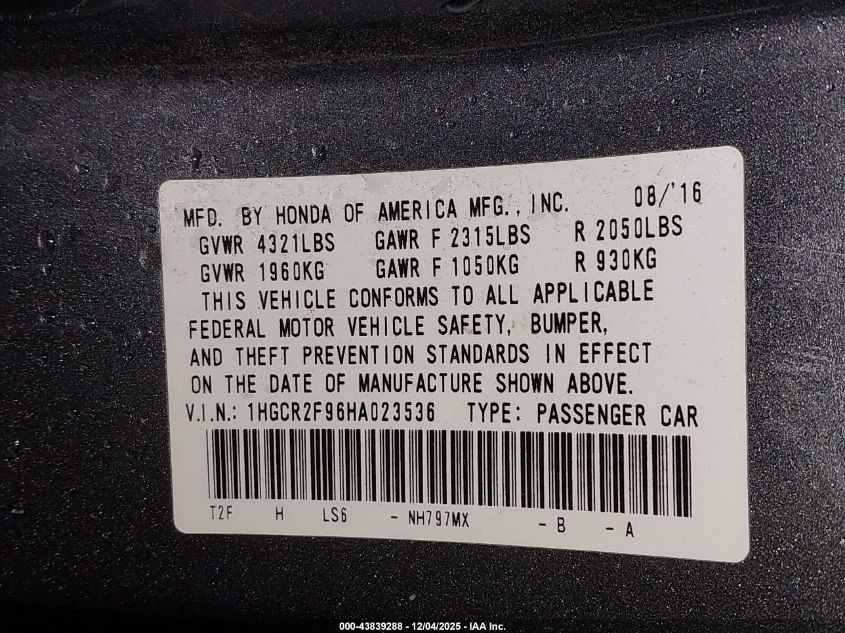 MFD. BY HONDA OF AMERICA MFG., INC. 08/'16
GVWR 4321LBS GAWR F 2315LBS R 2050LBS
GVWR 1960KG GAWR F 1050KG R 930KG
THIS VEHICLE CONFORMS TO ALL APPLICABLE
FEDERAL MOTOR VEHICLE SAFETY, BUMPER,
AND THEFT PREVENTION STANDARDS IN EFFECT
ON THE DATE OF MANUFACTURE SHOWN ABOVE.
V.I.N.: 1HGCR2F96HA023536 TYPE: PASSENGER CAR
T2F H LS6 - NH797MX - B - A
000-43839288 - 12/04/2025 - IAA Inc.